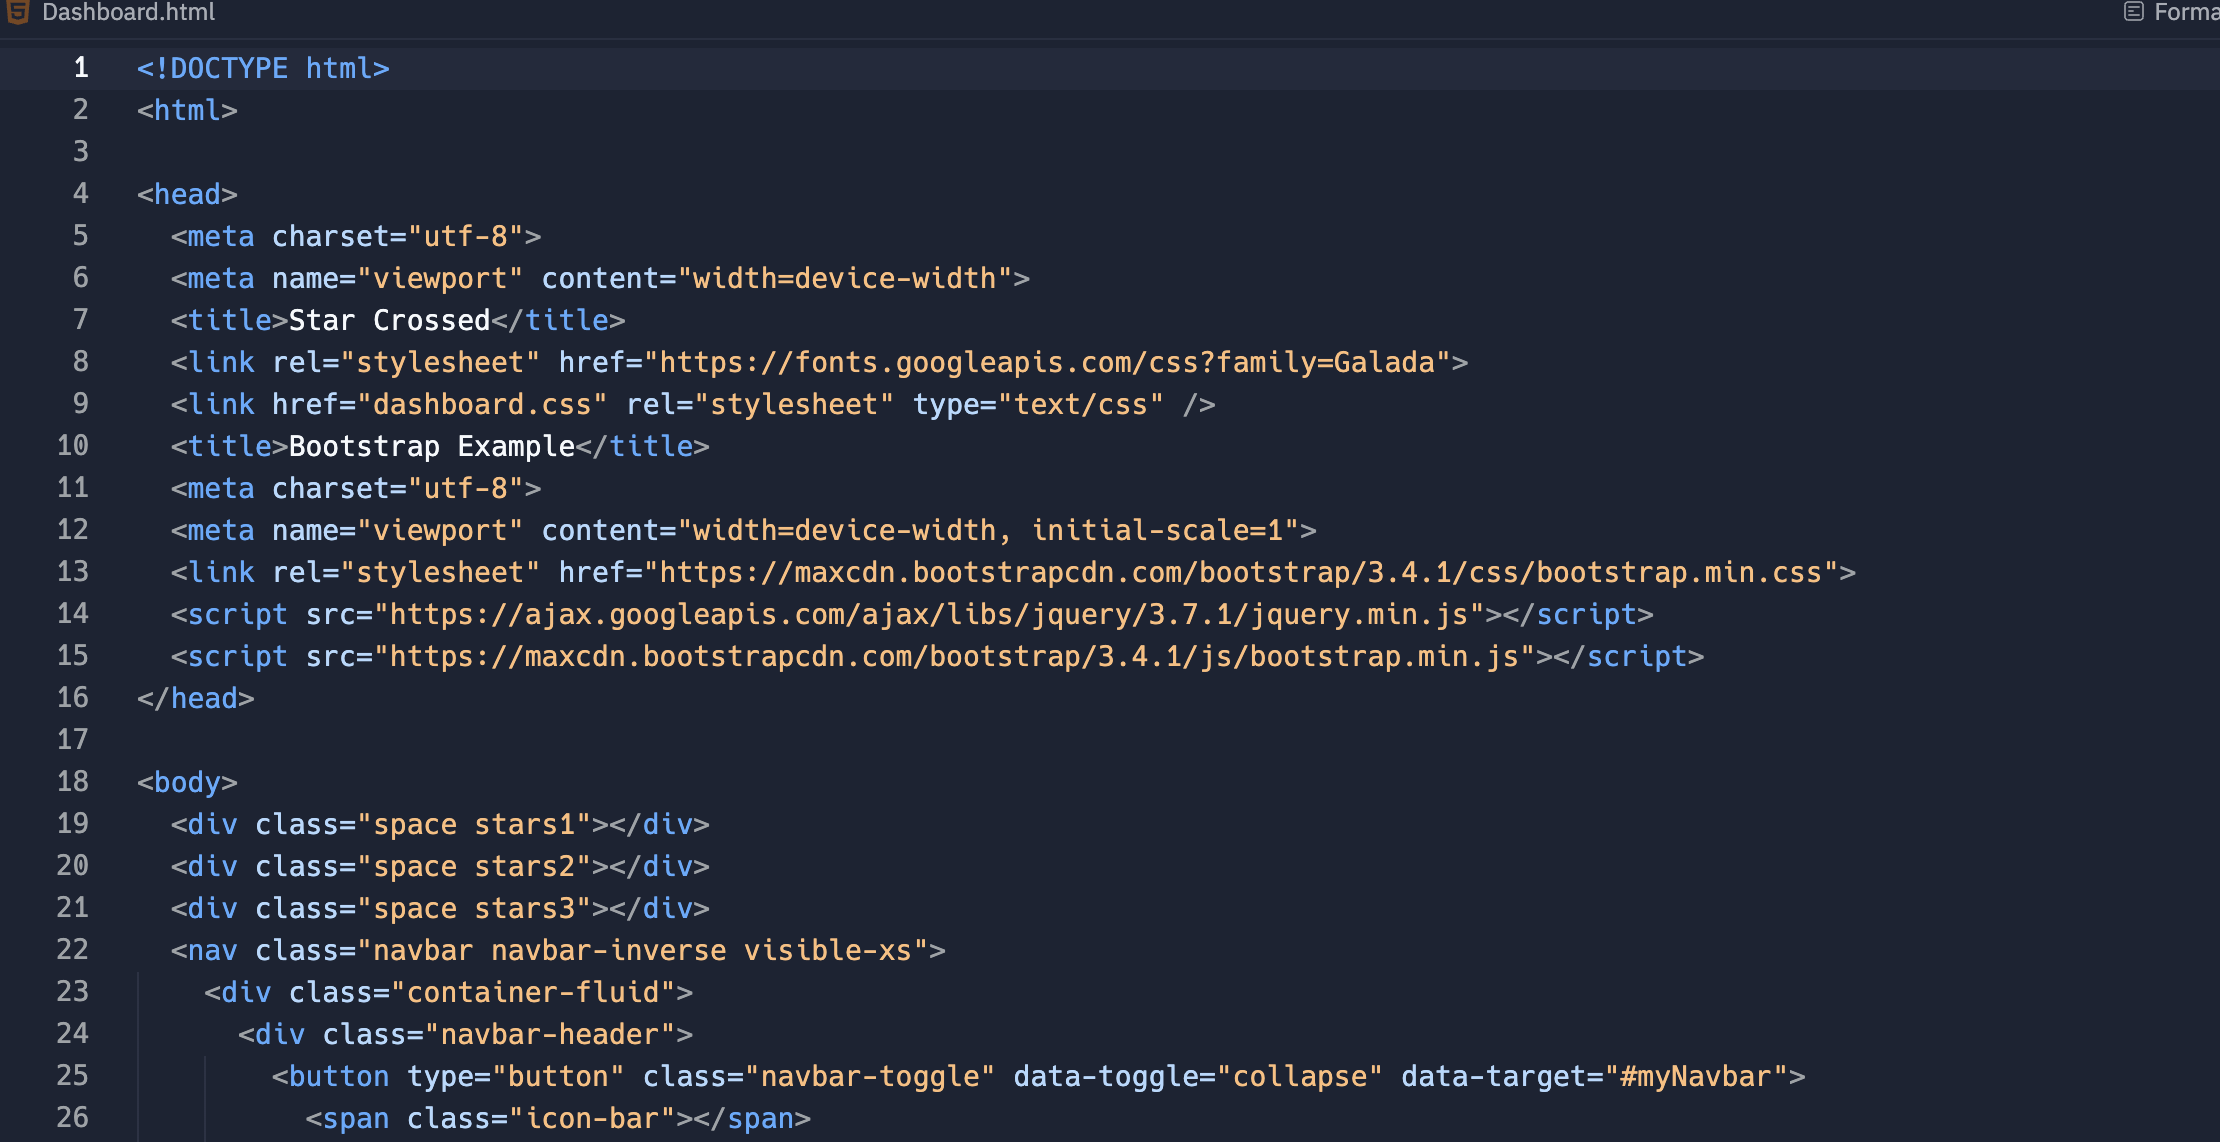 Dashboard.html
Forma
1 <!DOCTYPE html>
2 <html>
3
4 <head>
5   <meta charset="utf-8">
6   <meta name="viewport" content="width=device-width">
7   <title>Star Crossed</title>
8   <link rel="stylesheet" href="https://fonts.googleapis.com/css?family=Galada">
9   <link href="dashboard.css" rel="stylesheet" type="text/css" />
10   <title>Bootstrap Example</title>
11   <meta charset="utf-8">
12   <meta name="viewport" content="width=device-width, initial-scale=1">
13   <link rel="stylesheet" href="https://maxcdn.bootstrapcdn.com/bootstrap/3.4.1/css/bootstrap.min.css">
14   <script src="https://ajax.googleapis.com/ajax/libs/jquery/3.7.1/jquery.min.js"></script>
15   <script src="https://maxcdn.bootstrapcdn.com/bootstrap/3.4.1/js/bootstrap.min.js"></script>
16 </head>
17
18 <body>
19   <div class="space stars1"></div>
20   <div class="space stars2"></div>
21   <div class="space stars3"></div>
22   <nav class="navbar navbar-inverse visible-xs">
23     <div class="container-fluid">
24       <div class="navbar-header">
25         <button type="button" class="navbar-toggle" data-toggle="collapse" data-target="#myNavbar">
26           <span class="icon-bar"></span>